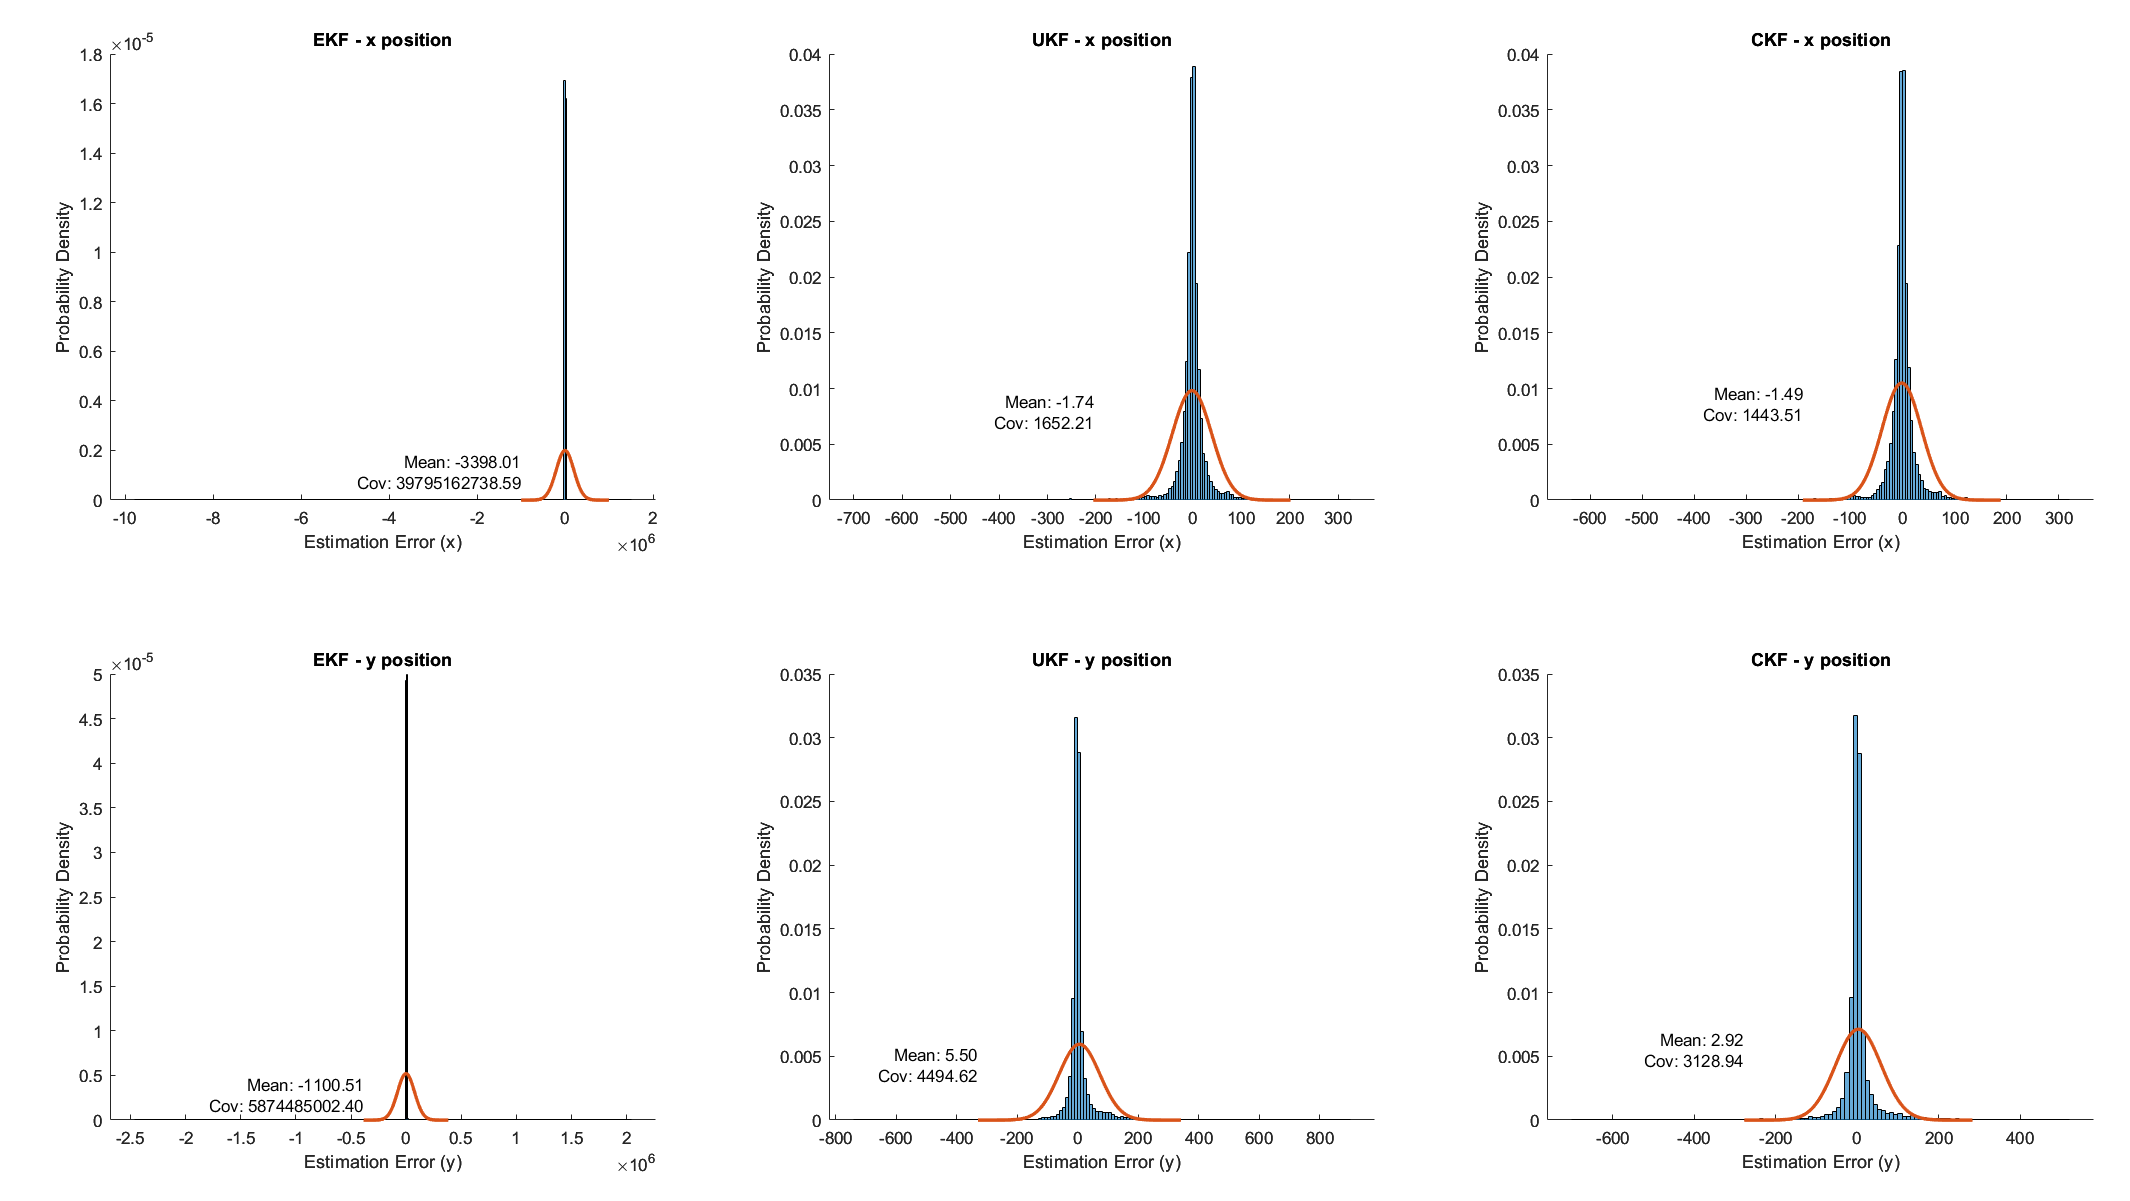 EKF - x position
×10-5
1.8
1.6
1.4
1.2
1
0.8
0.6
0.4
0.2
0
Probability Density
Mean: -3398.01
Cov: 39795162738.59
-10 -8 -6 -4 -2 0 2
×106
Estimation Error (x)
UKF - x position
0.04
0.035
0.03
0.025
0.02
0.015
0.01
0.005
0
Probability Density
Mean: -1.74
Cov: 1652.21
-700 -600 -500 -400 -300 -200 -100 0 100 200 300
Estimation Error (x)
CKF - x position
0.04
0.035
0.03
0.025
0.02
0.015
0.01
0.005
0
Probability Density
Mean: -1.49
Cov: 1443.51
-600 -500 -400 -300 -200 -100 0 100 200 300
Estimation Error (x)
EKF - y position
×10-5
5
4.5
4
3.5
3
2.5
2
1.5
1
0.5
0
Probability Density
Mean: -1100.51
Cov: 5874485002.40
-2.5 -2 -1.5 -1 -0.5 0 0.5 1 1.5 2
×106
Estimation Error (y)
UKF - y position
0.035
0.03
0.025
0.02
0.015
0.01
0.005
0
Probability Density
Mean: 5.50
Cov: 4494.62
-800 -600 -400 -200 0 200 400 600 800
Estimation Error (y)
CKF - y position
0.035
0.03
0.025
0.02
0.015
0.01
0.005
0
Probability Density
Mean: 2.92
Cov: 3128.94
-600 -400 -200 0 200 400
Estimation Error (y)